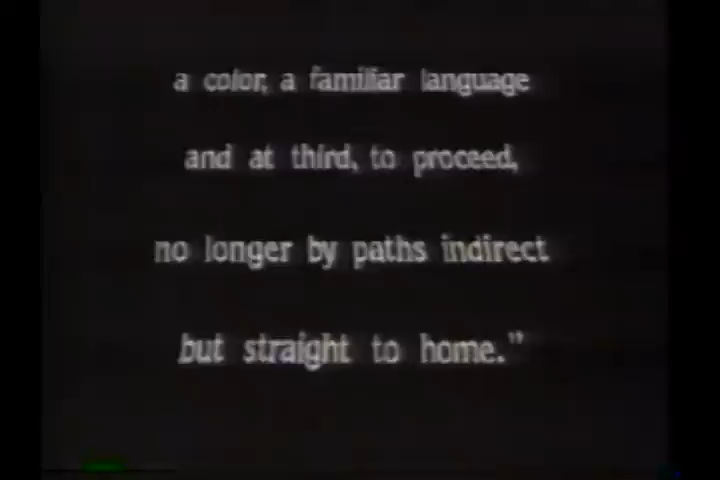 a color, a familiar language
and at third, to proceed,
no longer by paths indirect
but straight to home."